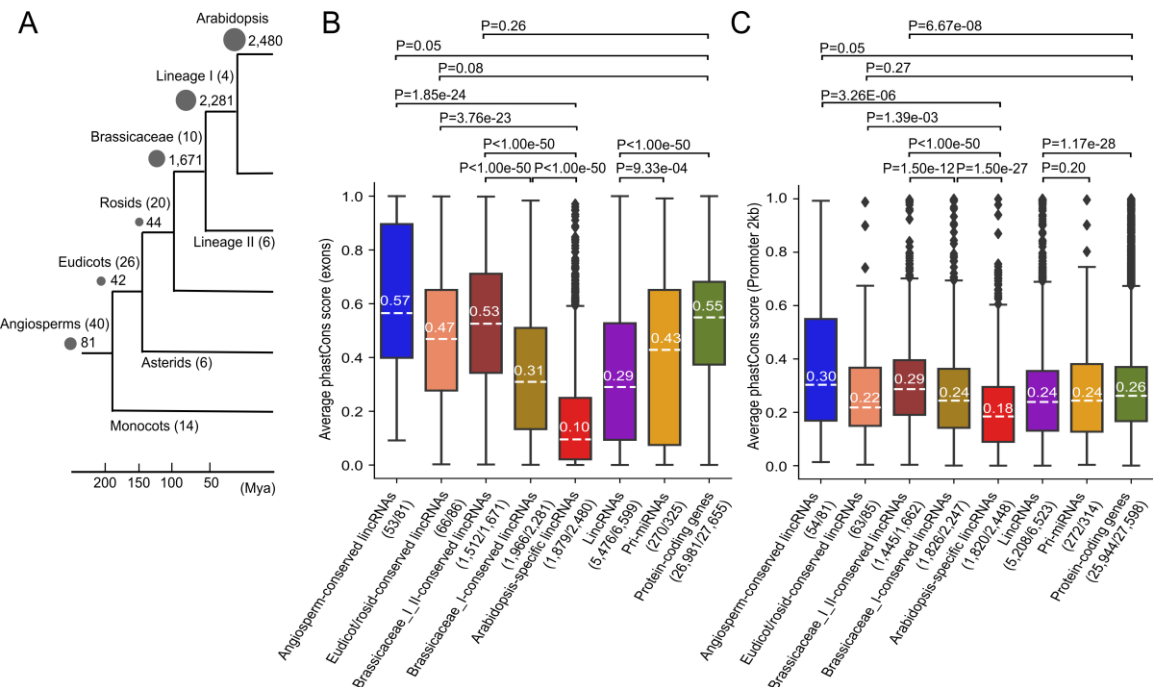 A
Arabidopsis
2,480
Lineage I (4)
2,281
Brassicaceae (10)
1,671
Rosids (20)
44
Lineage II (6)
Eudicots (26)
42
Angiosperms (40)
81
Asterids (6)
Monocots (14)
200 150 100 50 (Mya)
B
P=0.26
P=0.05
P=0.08
P=1.85e-24
P=3.76e-23
P<1.00e-50 P<1.00e-50
P<1.00e-50 P<1.00e-50 P=9.33e-04
Average phastCons score (exons)
1.0
0.8
0.6
0.4
0.2
0.0
0.57
0.47
0.53
0.31
0.10
0.29
0.43
0.55
Angiosperm-conserved lincRNAs
(53/81)
Eudicot/rosid-conserved lincRNAs
(66/86)
Brassicaceae_I_II-conserved lincRNAs
(1,512/1,671)
Brassicaceae_I-conserved lincRNAs
(1,966/2,281)
Arabidopsis-specific lincRNAs
(1,879/2,480)
LincRNAs
(5,476/6,599)
Pri-miRNAs
(270/325)
Protein-coding genes
(26,981/27,655)
C
P=6.67e-08
P=0.05
P=0.27
P=3.26E-06
P=1.39e-03
P<1.00e-50 P=1.17e-28
P=1.50e-12 P=1.50e-27 P=0.20
Average phastCons score (Promoter 2kb)
1.0
0.8
0.6
0.4
0.2
0.0
0.30
0.22
0.29
0.24
0.18
0.24
0.24
0.26
Angiosperm-conserved lincRNAs
(54/81)
Eudicot/rosid-conserved lincRNAs
(63/85)
Brassicaceae_I_II-conserved lincRNAs
(1,445/1,662)
Brassicaceae_I-conserved lincRNAs
(1,826/2,247)
Arabidopsis-specific lincRNAs
(1,820/2,448)
LincRNAs
(5,208/6,523)
Pri-miRNAs
(272/314)
Protein-coding genes
(25,944/27,598)